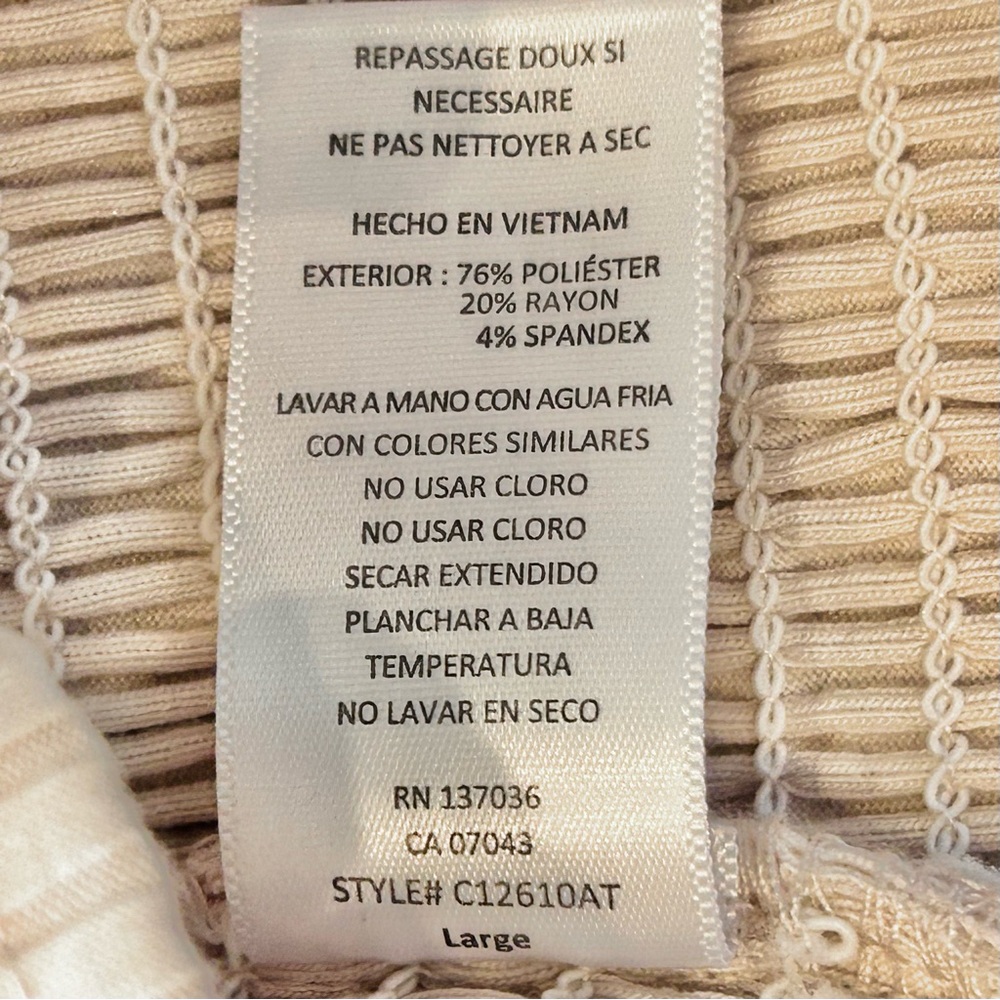 REPASSAGE DOUX SI
NECESSAIRE
NE PAS NETTOYER A SEC
HECHO EN VIETNAM
EXTERIOR : 76% POLIÉSTER
20% RAYON
4% SPANDEX
LAVAR A MANO CON AGUA FRIA
CON COLORES SIMILARES
NO USAR CLORO
NO USAR CLORO
SECAR EXTENDIDO
PLANCHAR A BAJA
TEMPERATURA
NO LAVAR EN SECO
RN 137036
CA 07043
STYLE# C12610AT
Large